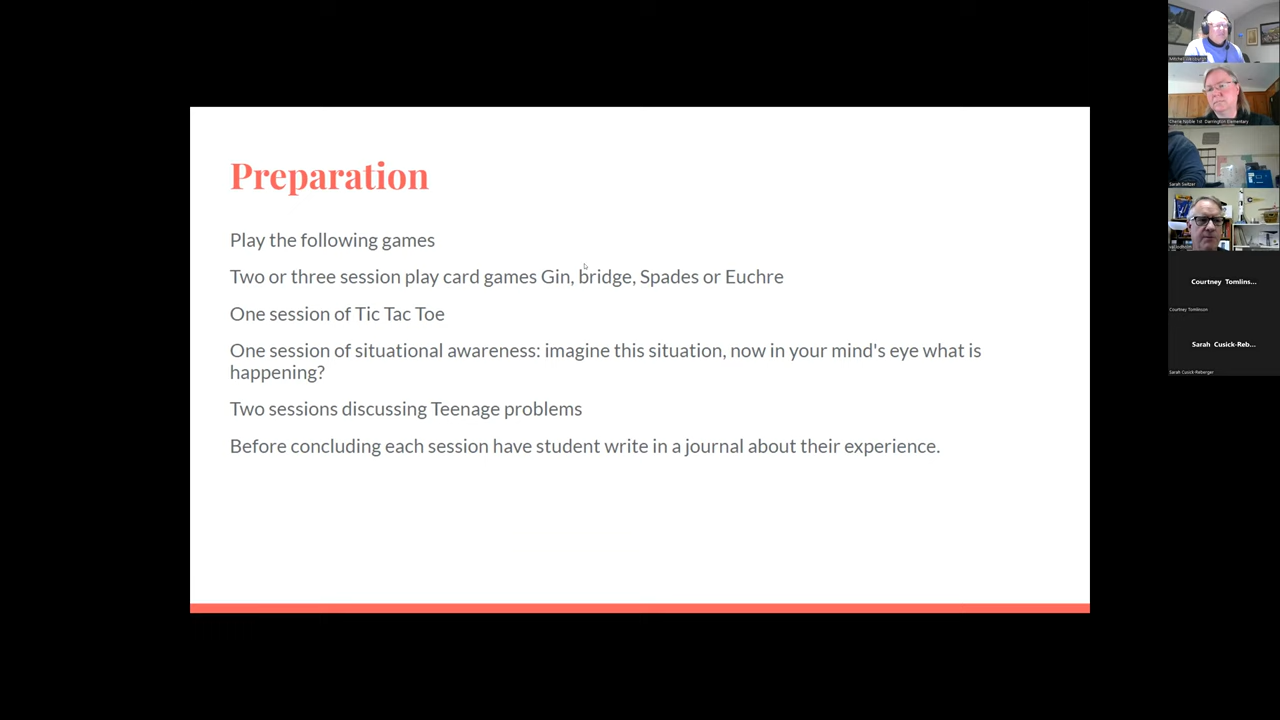 Preparation
Play the following games
Two or three session play card games Gin, bridge, Spades or Euchre
One session of Tic Tac Toe
One session of situational awareness: imagine this situation, now in your mind's eye what is
happening?
Two sessions discussing Teenage problems
Before concluding each session have student write in a journal about their experience.
Sarah Switzer
Courtney Tomlins...
Courtney Tomlinson
Sarah Cusick-Reb...
Sarah Cusick-Reberger